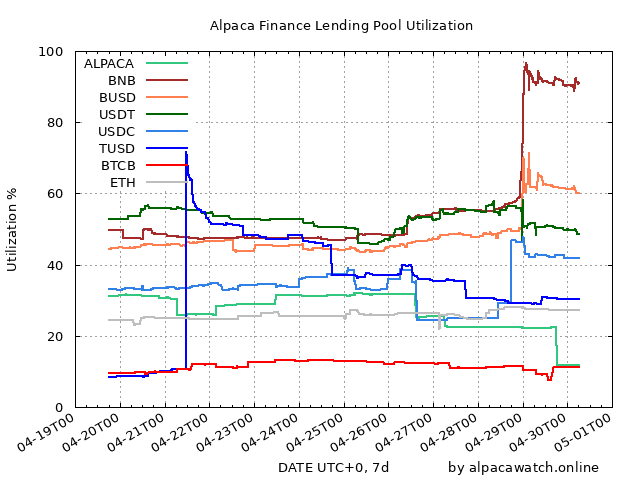 Alpaca Finance Lending Pool Utilization
100
80
60
40
20
0
Utilization %
ALPACA
BNB
BUSD
USDT
USDC
TUSD
BTCB
ETH
04-19T00
04-20T00
04-21T00
04-22T00
04-23T00
04-24T00
04-25T00
04-26T00
04-27T00
04-28T00
04-29T00
04-30T00
05-01T00
DATE UTC+0, 7d
by alpacawatch.online